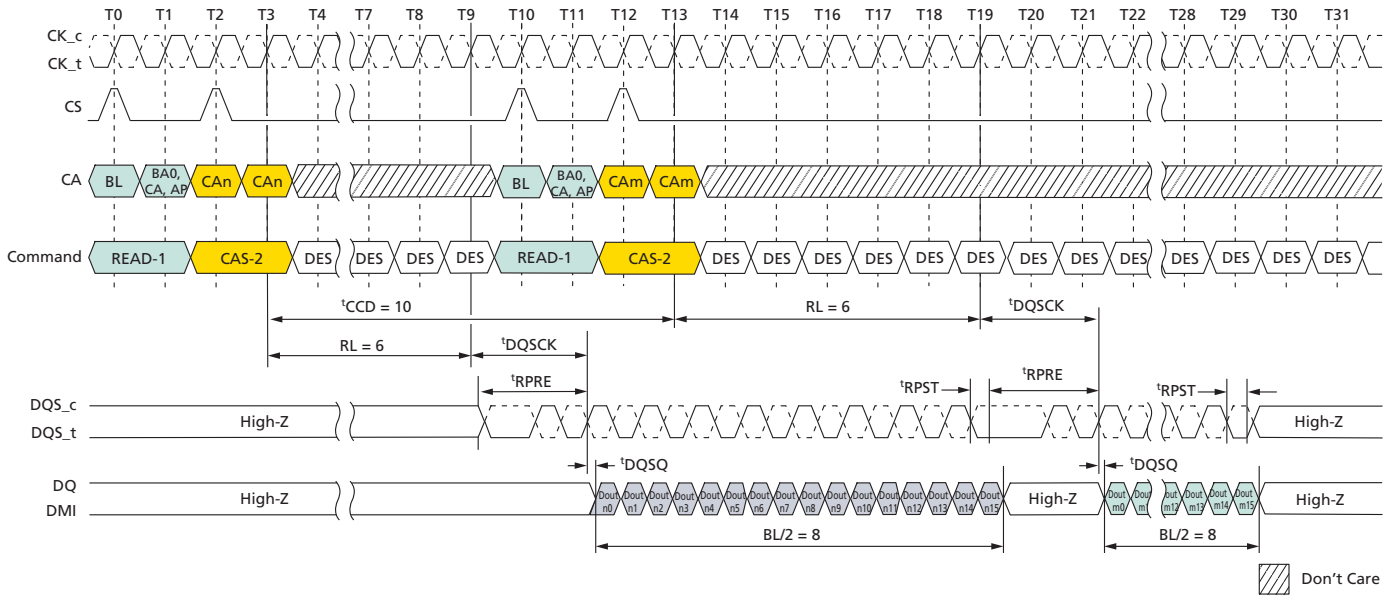 T0 T1 T2 T3 T4 T7 T8 T9 T10 T11 T12 T13 T14 T15 T16 T17 T18 T19 T20 T21 T22 T28 T29 T30 T31
CK_c
CK_t
CS
CA BL BA0, CA, AP CAn CAn BL BA0, CA, AP CAm CAm
Command READ-1 CAS-2 DES DES DES DES READ-1 CAS-2 DES DES DES DES DES DES DES DES DES DES DES DES DES
tCCD = 10 RL = 6 tDQSCK
RL = 6 tDQSCK
tRPRE tRPST tRPRE tRPST
DQS_c
DQS_t
High-Z High-Z
tDQSQ tDQSQ
DQ
DMI
High-Z Dout n0 Dout n1 Dout n2 Dout n3 Dout n4 Dout n5 Dout n6 Dout n7 Dout n8 Dout n9 Dout n10 Dout n11 Dout n12 Dout n13 Dout n14 Dout n15 High-Z Dout m0 Dout m12 Dout m13 Dout m14 Dout m15 High-Z
BL/2 = 8 BL/2 = 8
Don't Care